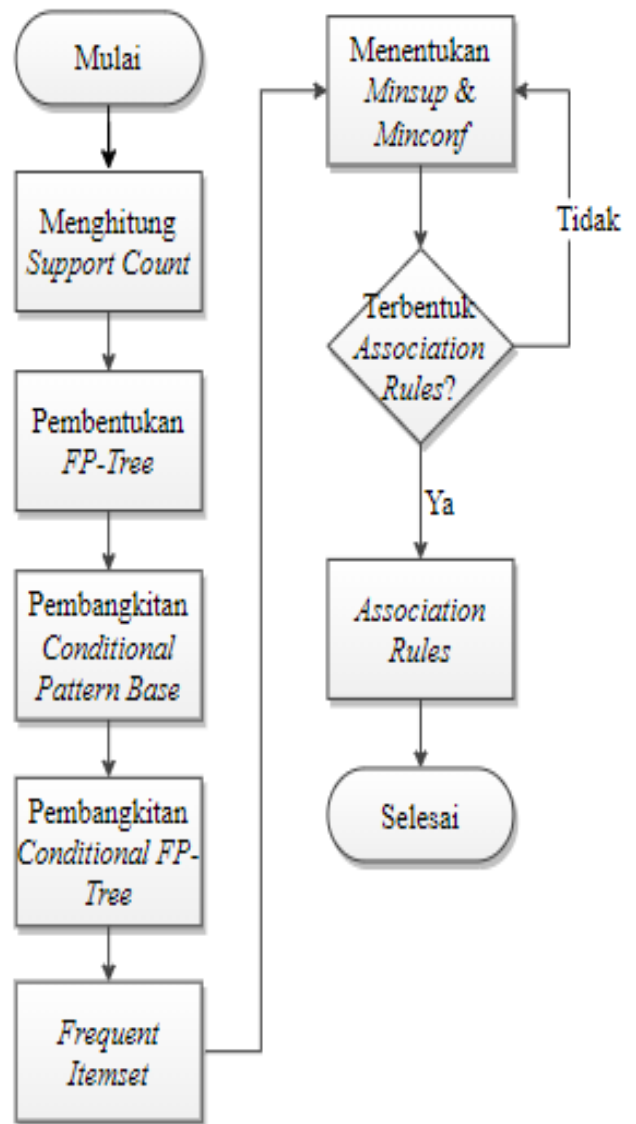 Mulai
Menghitung
Support Count
Pembentukan
FP-Tree
Pembangkitan
Conditional
Pattern Base
Pembangkitan
Conditional FP-
Tree
Frequent
Itemset
Menentukan
Minsup &
Minconf
Tidak
Terbentuk
Association
Rules?
Ya
Association
Rules
Selesai